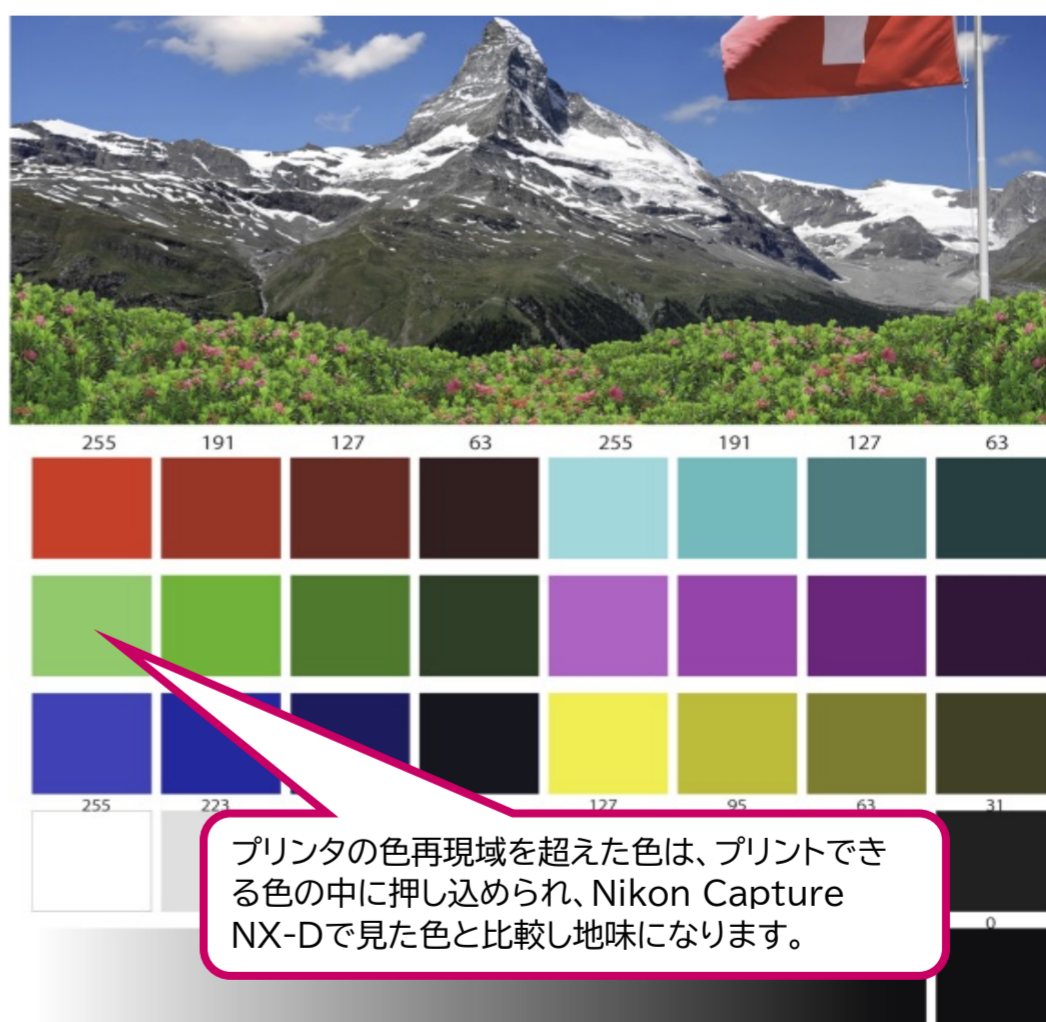 255 191 127 63 255 191 127 63
255 223 127 95 63 31
プリンタの色再現域を超えた色は、プリントでき
る色の中に押し込められ、Nikon Capture
NX-Dで見た色と比較し地味になります。
0